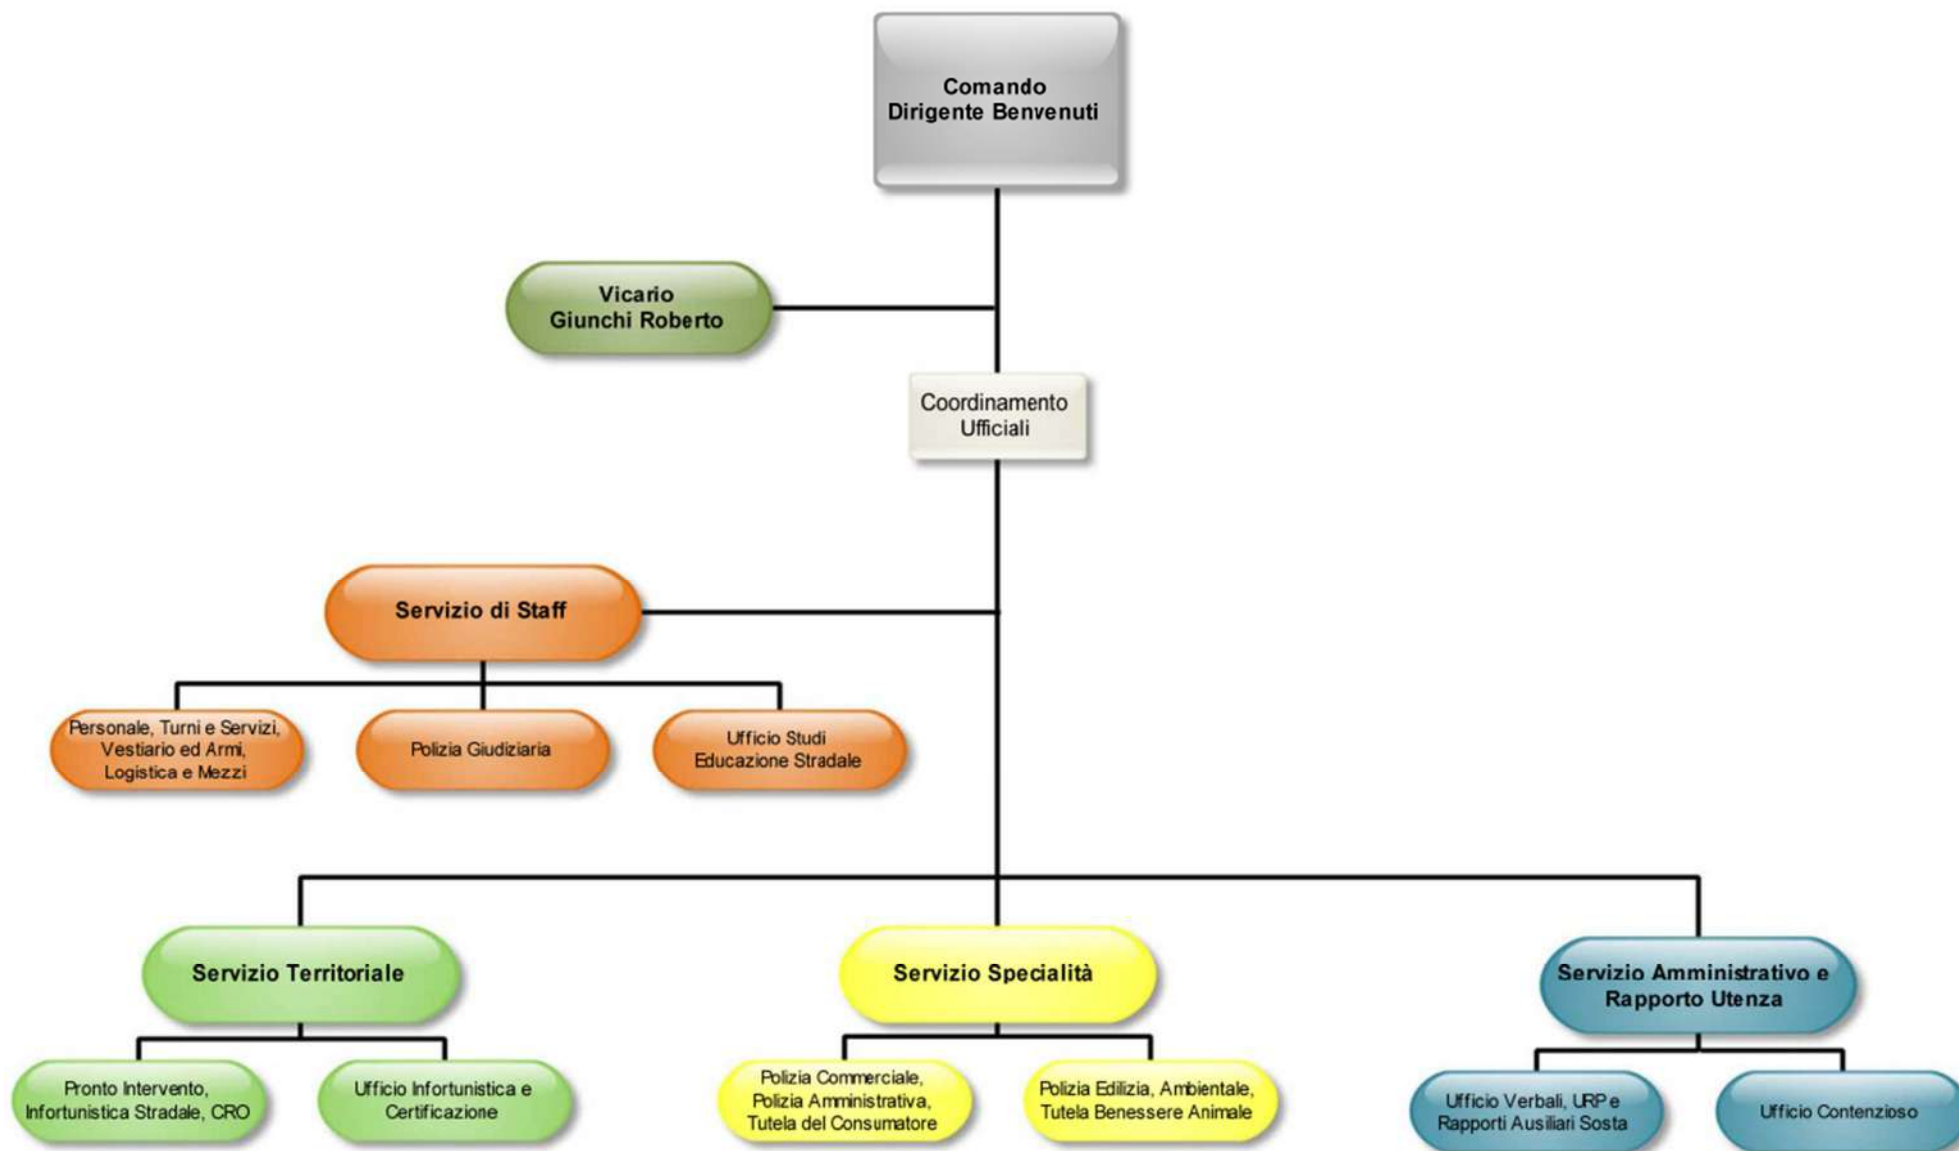 Comando
Dirigente Benvenuti
Vicario
Giunchi Roberto
Coordinamento
Ufficiali
Servizio di Staff
Personale, Turni e Servizi,
Vestiario ed Armi,
Logistica e Mezzi
Polizia Giudiziaria
Ufficio Studi
Educazione Stradale
Servizio Territoriale
Pronto Intervento,
Infortunistica Stradale, CRO
Ufficio Infortunistica e
Certificazione
Servizio Specialità
Polizia Commerciale,
Polizia Amministrativa,
Tutela del Consumatore
Polizia Edilizia, Ambientale,
Tutela Benessere Animale
Servizio Amministrativo e
Rapporto Utenza
Ufficio Verbali, URP e
Rapporti Ausiliari Sosta
Ufficio Contenzioso